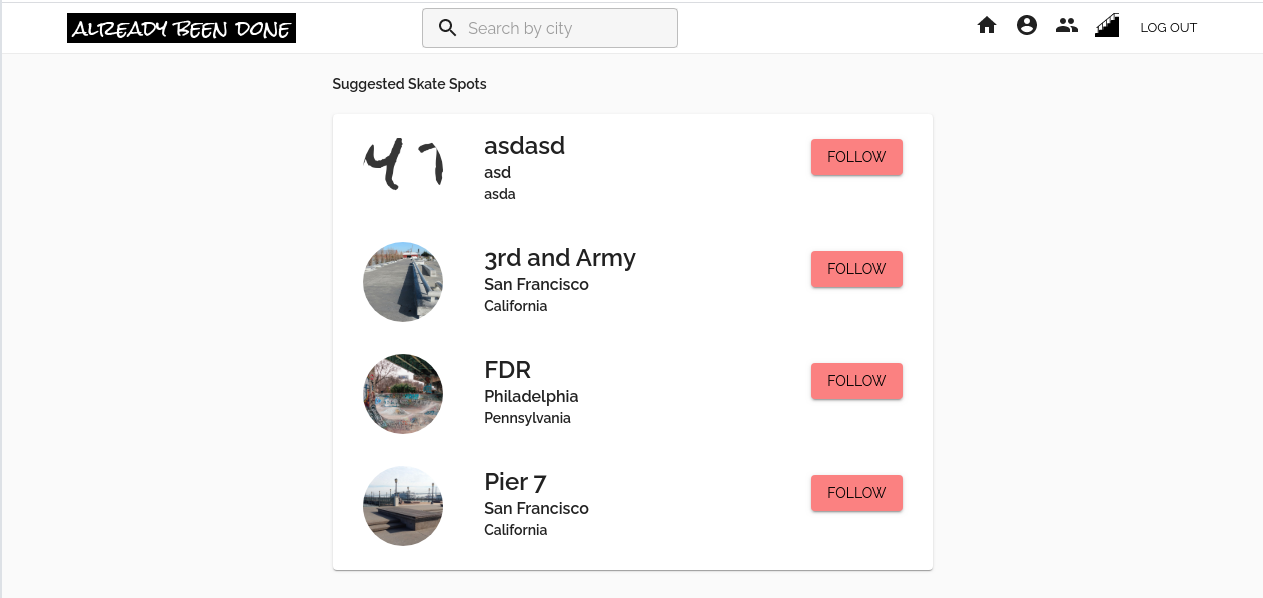 ALREADY BEEN DONE
Search by city
LOG OUT
Suggested Skate Spots
asdasd
asd
asda
FOLLOW
3rd and Army
San Francisco
California
FOLLOW
FDR
Philadelphia
Pennsylvania
FOLLOW
Pier 7
San Francisco
California
FOLLOW